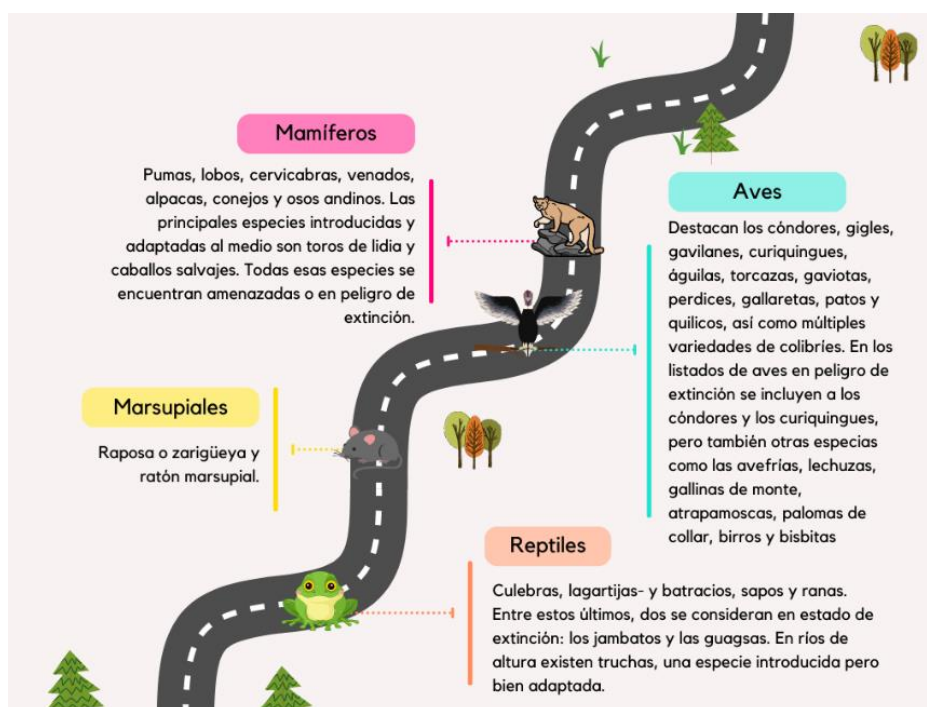 Mamíferos
Pumas, lobos, cervicabras, venados,
alpacas, conejos y osos andinos. Las
principales especies introducidas y
adaptadas al medio son toros de lidia y
caballos salvajes. Todas esas especies se
encuentran amenazadas o en peligro de
extinción.
Aves
Destacan los cóndores, gigles,
gavilanes, curiquingues,
águilas, torcazas, gaviotas,
perdices, gallaretas, patos y
quilicos, así como múltiples
variedades de colibríes. En los
listados de aves en peligro de
extinción se incluyen a los
cóndores y los curiquingues,
pero también otras especias
como las avefrías, lechuzas,
gallinas de monte,
atrapamoscas, palomas de
collar, birros y bisbitas
Marsupiales
Raposa o zarigüeya y
ratón marsupial.
Reptiles
Culebras, lagartijas- y batracios, sapos y ranas.
Entre estos últimos, dos se consideran en estado de
extinción: los jambatos y las guagsas. En ríos de
altura existen truchas, una especie introducida pero
bien adaptada.